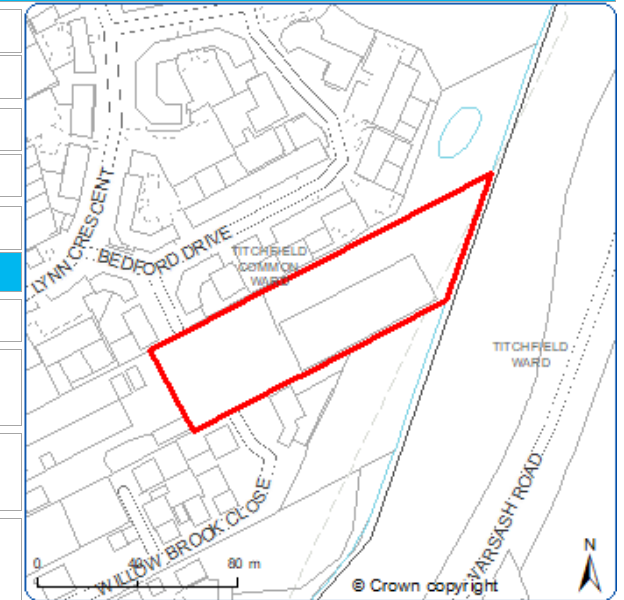 LYNN CRESCENT
BEDFORD DRIVE
TITCHFIELD
COMMON
WARD
TITCHFIELD
WARD
WARSASH ROAD
WILLOW BROOK CLOSE
0 40 80 m
© Crown copyright
N